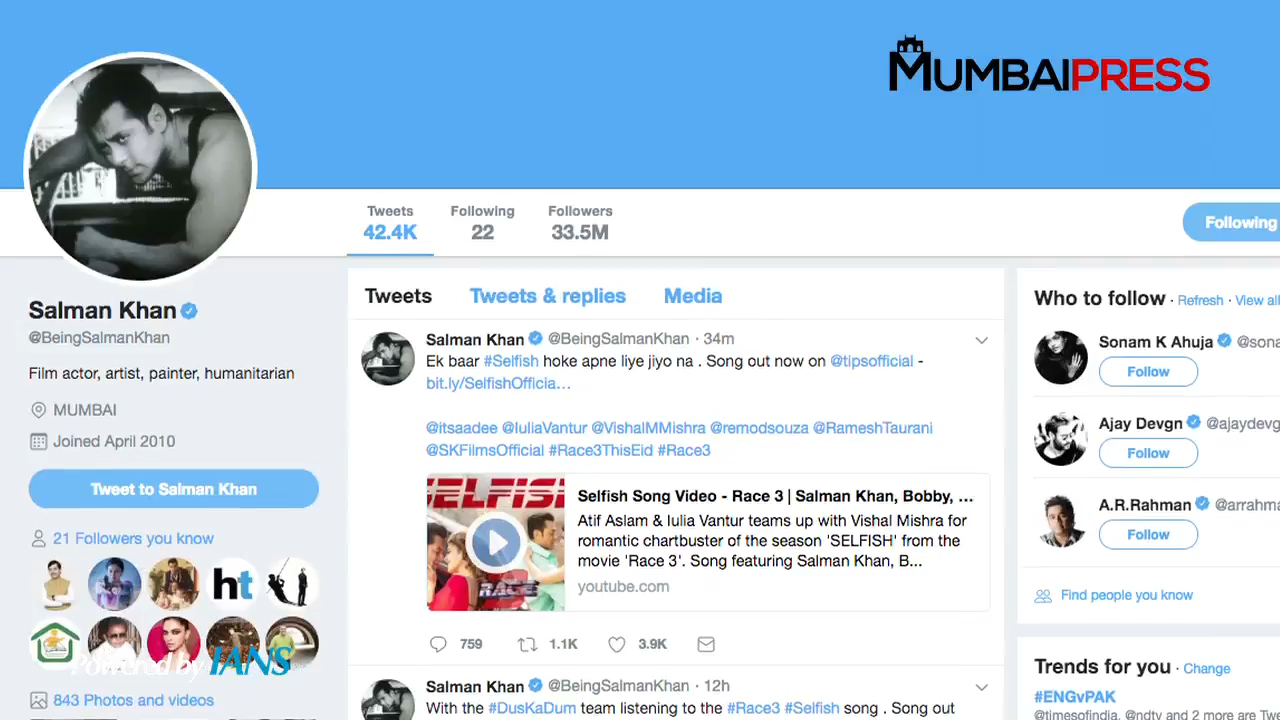 MUMBAIPRESS
Tweets
42.4K
Following
22
Followers
33.5M
Following
Salman Khan
@BeingSalmanKhan
Film actor, artist, painter, humanitarian
MUMBAI
Joined April 2010
Tweet to Salman Khan
21 Followers you know
ht
Powered by IANS
843 Photos and videos
Tweets
Tweets & replies
Media
Salman Khan @BeingSalmanKhan · 34m
Ek baar #Selfish hoke apne liye jiyo na . Song out now on @tipsofficial -
bit.ly/SelfishOfficia…
@itsaadee @IuliaVantur @VishalMMishra @remodsouza @RameshTaurani
@SKFilmsOfficial #Race3ThisEid #Race3
SELFISH
RACE
Selfish Song Video - Race 3 | Salman Khan, Bobby, ...
Atif Aslam & Iulia Vantur teams up with Vishal Mishra for
romantic chartbuster of the season 'SELFISH' from the
movie 'Race 3'. Song featuring Salman Khan, B...
youtube.com
759
1.1K
3.9K
Salman Khan @BeingSalmanKhan · 12h
With the #DusKaDum team listening to the #Race3 #Selfish song . Song out
Who to follow · Refresh · View all
Sonam K Ahuja @sona
Follow
Ajay Devgn @ajaydevg
Follow
A.R.Rahman @arrahma
Follow
Find people you know
Trends for you · Change
#ENGvPAK
@timesofindia, @ndtv and 2 more are Twe